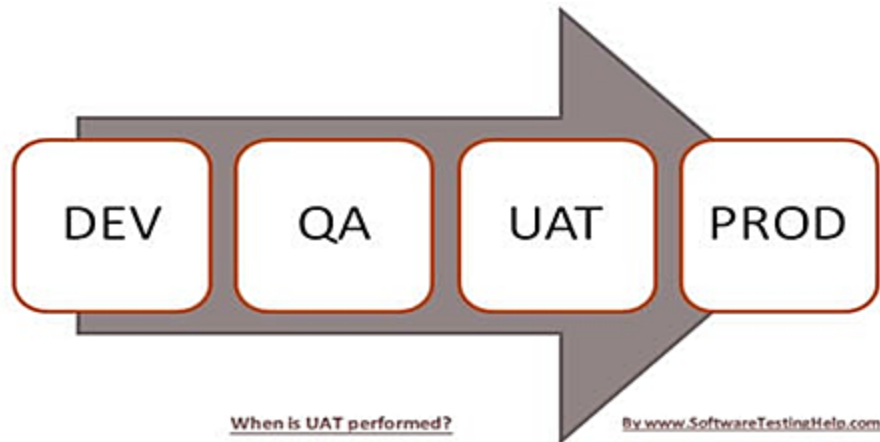 DEV QA UAT PROD
When is UAT performed? By www.SoftwareTestingHelp.com